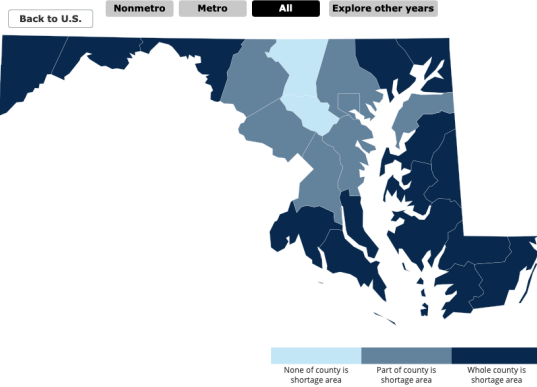 Back to U.S.
Nonmetro
Metro
All
Explore other years
None of county is
shortage area
Part of county is
shortage area
Whole county is
shortage area